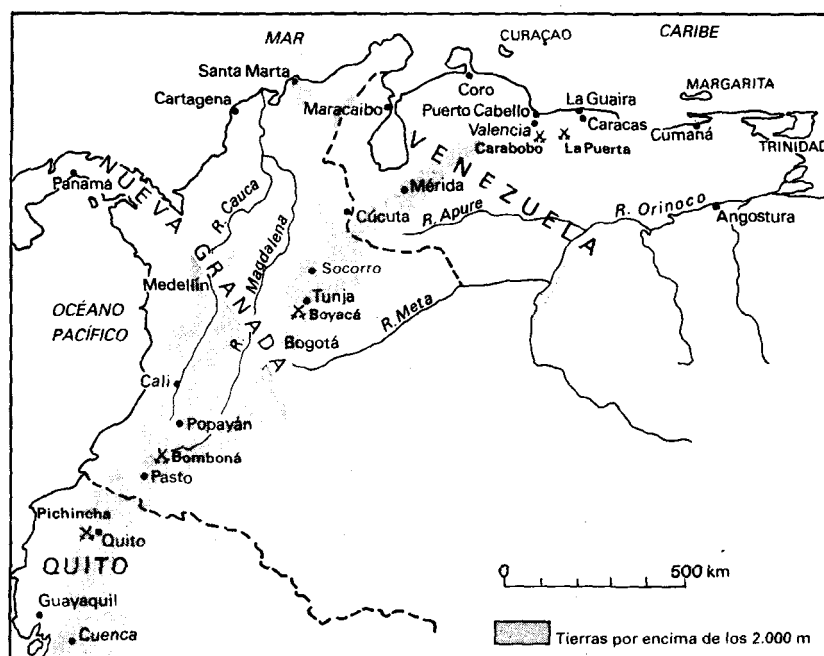 MAR
CURAÇAO
CARIBE
Santa Marta
Coro
MARGARITA
Cartagena
Maracaibo
Puerto Cabello
La Guaira
Valencia
Caracas
Cumaná
Carabobo
La Puerta
TRINIDAD
VENEZUELA
Panamá
NUEVA
GRANADA
Mérida
R. Cauca
Cúcuta
R. Apure
R. Orinoco
Angostura
R. Magdalena
Socorro
Medellín
OCÉANO
PACÍFICO
Tunja
Boyacá
R. Meta
Bogotá
Cali
Popayán
Bomboná
Pasto
Pichincha
Quito
QUITO
Guayaquil
Cuenca
0 500 km
Tierras por encima de los 2.000 m